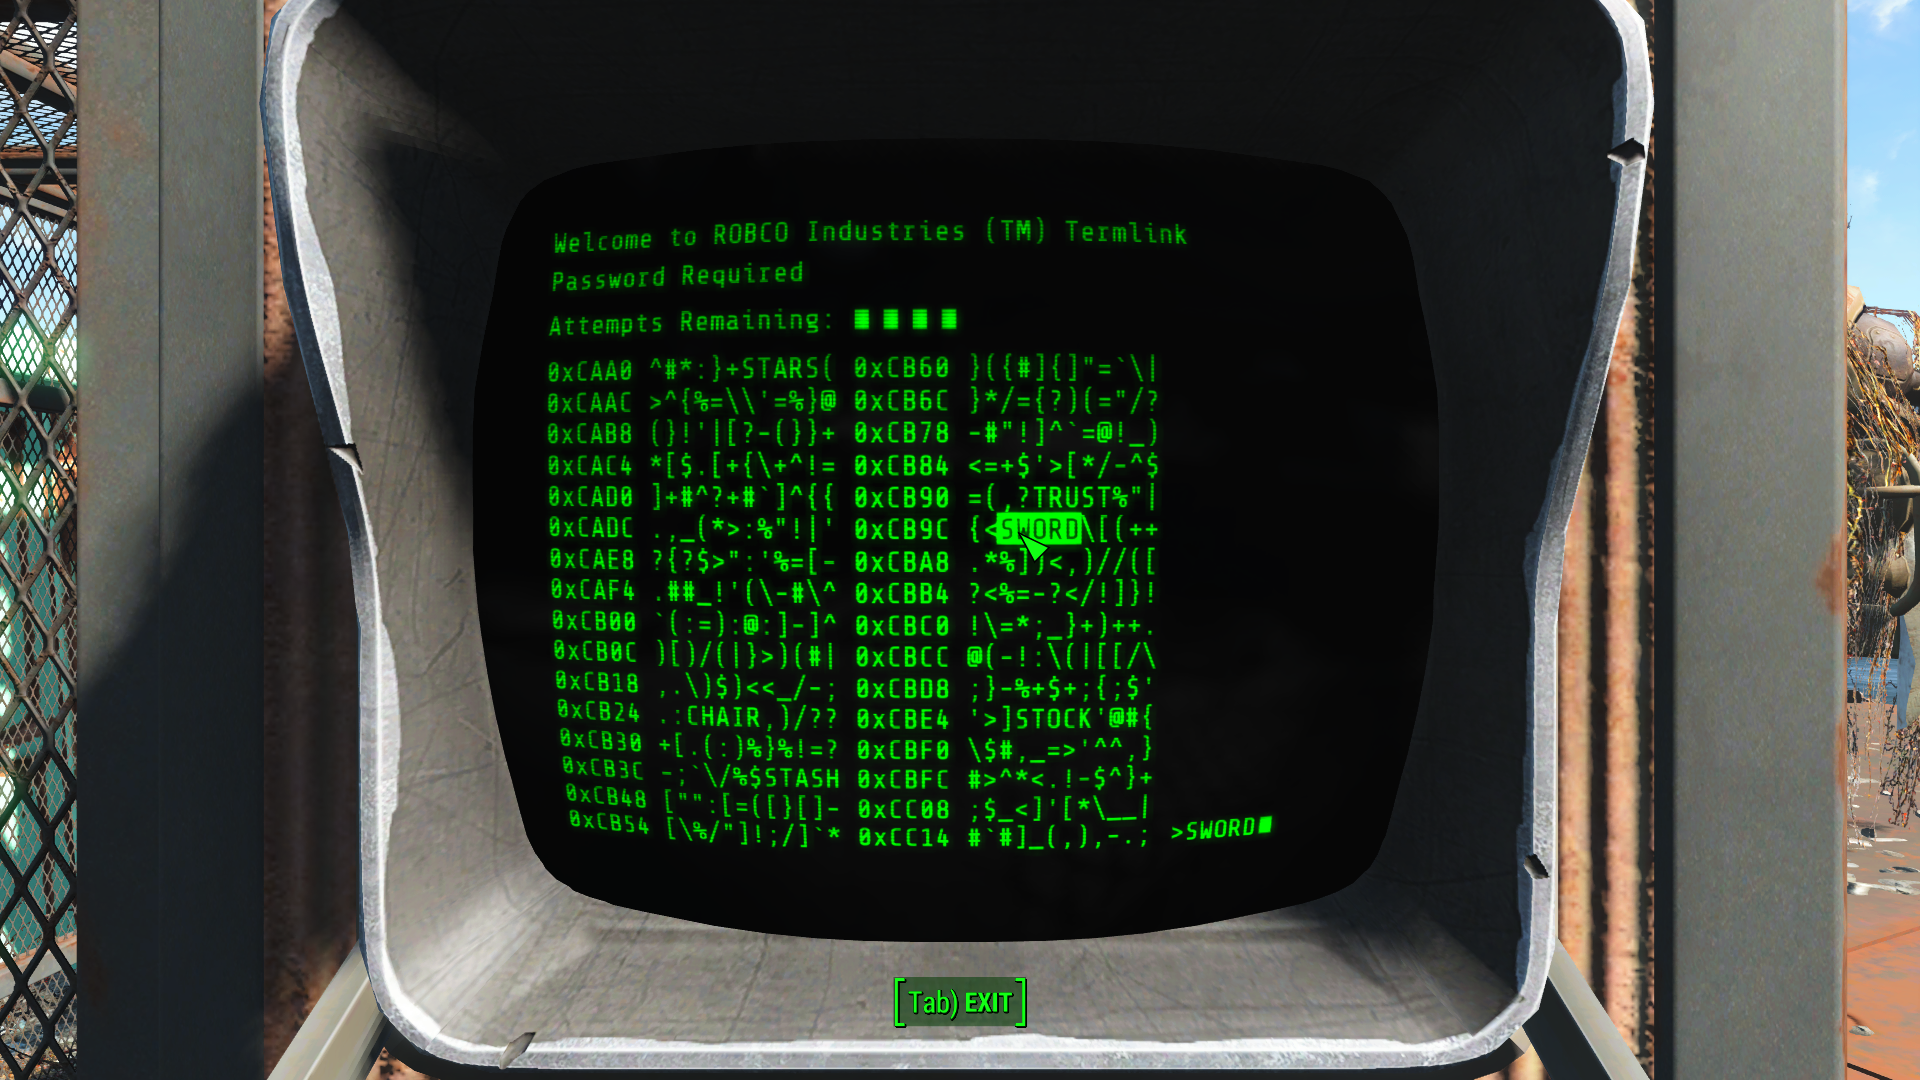 Welcome to ROBCO Industries (TM) Termlink
Password Required
Attempts Remaining: ■ ■ ■ ■
0xCAA0 ^#*:}+STARS( 0xCB60 }({#]{]"=`\|
0xCAAC >^{%=\\'=%}@ 0xCB6C }*/={?)(="/?
0xCAB8 (}!'|[?-(}}+ 0xCB78 -#"!]^`=@!_)
0xCAC4 *[$.[+{\+^!= 0xCB84 <=+$'>[*/-^$
0xCAD0 ]+#^?+#`]^{{ 0xCB90 =(,?TRUST%"|
0xCADC .,_(*>:%"!|' 0xCB9C {<SWORD\[(++
0xCAE8 ?{?$>":'%=[- 0xCBA8 .*%])<,)//([
0xCAF4 .##_!'(\-#\^ 0xCBB4 ?<%=-?</!]}!
0xCB00 `(:=):@:]-]^ 0xCBC0 !\=*;_}+)++.
0xCB0C )[)/(|}>)(#| 0xCBCC @(-!:\(|[[/\
0xCB18 ,.\)$)<<_/-; 0xCBD8 ;}-%+$+;{;$'
0xCB24 .:CHAIR,)/?? 0xCBE4 '>]STOCK'@#{
0xCB30 +[.(:)%}%!=? 0xCBF0 \$#,_=>'^^,}
0xCB3C -;`\/%$STASH 0xCBFC #>^*<.!-$^}+
0xCB48 ["":[=([}[]- 0xCC08 ;$_<]'[*\__|
0xCB54 [\%/"]!;/]`* 0xCC14 #`#]_(,),-.; >SWORD■
[Tab) EXIT]